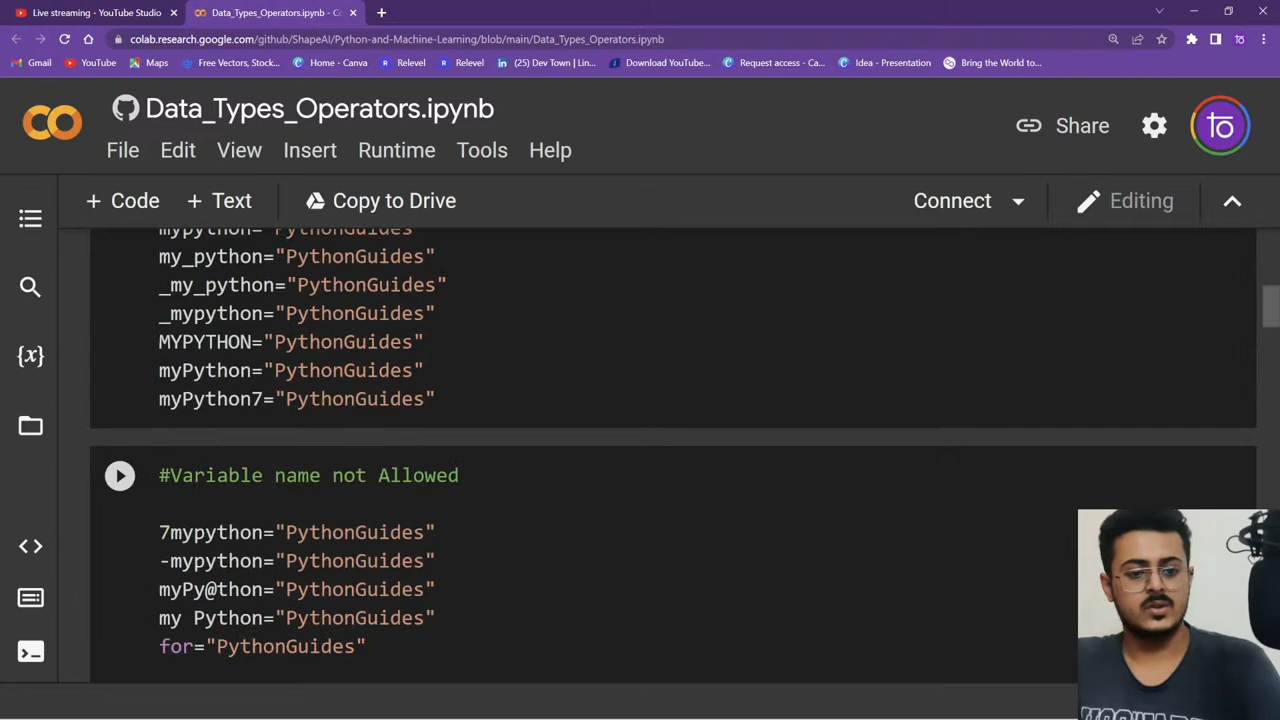 Live streaming - YouTube Studio
Data_Types_Operators.ipynb - Co
colab.research.google.com/github/ShapeAI/Python-and-Machine-Learning/blob/main/Data_Types_Operators.ipynb
Gmail
YouTube
Maps
Free Vectors, Stock...
Home - Canva
Relevel
Relevel
(25) Dev Town | Lin...
Download YouTube...
Request access - Ca...
Idea - Presentation
Bring the World to...
Data_Types_Operators.ipynb
File Edit View Insert Runtime Tools Help
Share
+ Code + Text
Copy to Drive
Connect
Editing
mypython="PythonGuides"
my_python="PythonGuides"
_my_python="PythonGuides"
_mypython="PythonGuides"
MYPYTHON="PythonGuides"
myPython="PythonGuides"
myPython7="PythonGuides"
#Variable name not Allowed
7mypython="PythonGuides"
-mypython="PythonGuides"
myPy@thon="PythonGuides"
my Python="PythonGuides"
for="PythonGuides"